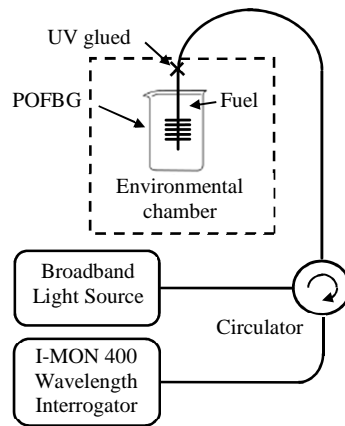 UV glued
POFBG
Fuel
Environmental
chamber
Broadband
Light Source
Circulator
I-MON 400
Wavelength
Interrogator